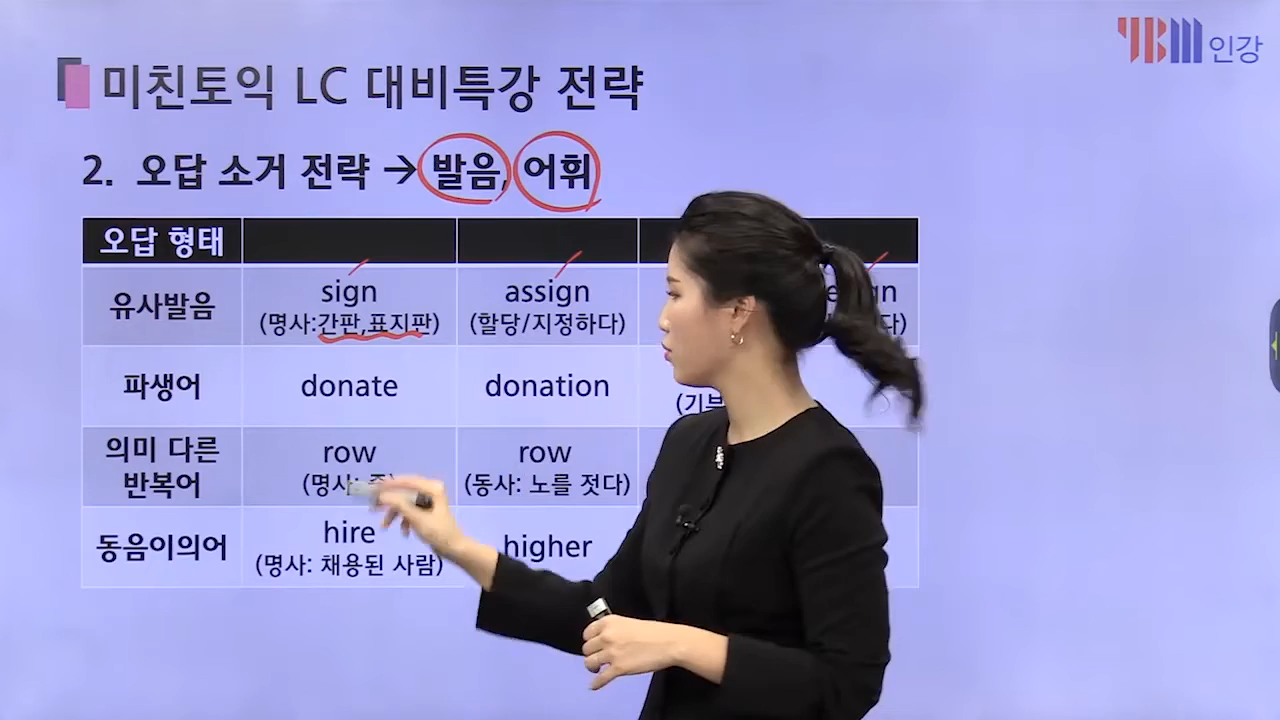 YBM 인강
미친토익 LC 대비특강 전략
2. 오답 소거 전략 → 발음, 어휘
오답 형태
유사발음
sign
(명사:간판,표지판)
assign
(할당/지정하다)
파생어
donate
donation
(기부
의미 다른
반복어
row
(명사:
row
(동사: 노를 젓다)
동음이의어
hire
(명사: 채용된 사람)
higher